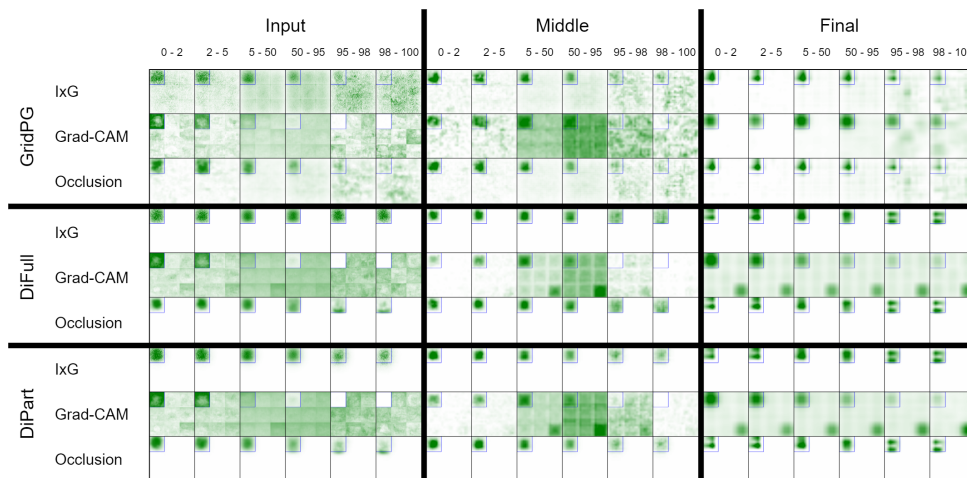 Input Middle Final
0 - 2 2 - 5 5 - 50 50 - 95 95 - 98 98 - 100 0 - 2 2 - 5 5 - 50 50 - 95 95 - 98 98 - 100 0 - 2 2 - 5 5 - 50 50 - 95 95 - 98 98 - 10
GridPG
IxG
Grad-CAM
Occlusion
DiFull
IxG
Grad-CAM
Occlusion
DiPart
IxG
Grad-CAM
Occlusion